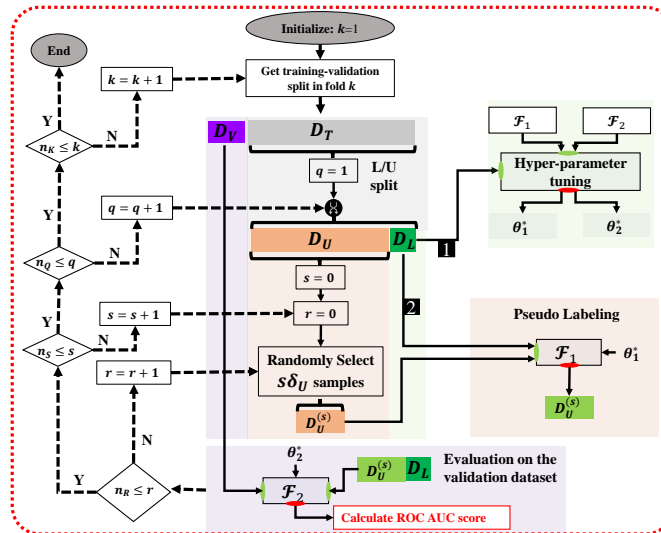 Initialize: k=1
End
k = k + 1
Get training-validation
split in fold k
Y
N
n_K ≤ k
D_V
D_T
L/U
split
q = 1
F_1
F_2
Hyper-parameter
tuning
θ_1^*
θ_2^*
q = q + 1
Y
N
n_Q ≤ q
D_U
D_L
1
2
s = 0
s = s + 1
r = 0
Y
N
n_S ≤ s
r = r + 1
Randomly Select
sδ_U samples
D_U^(s)
Pseudo Labeling
F_1
θ_1^*
D_U^(s)
N
Y
n_R ≤ r
θ_2^*
F_2
D_U^(s) D_L
Evaluation on the
validation dataset
Calculate ROC AUC score